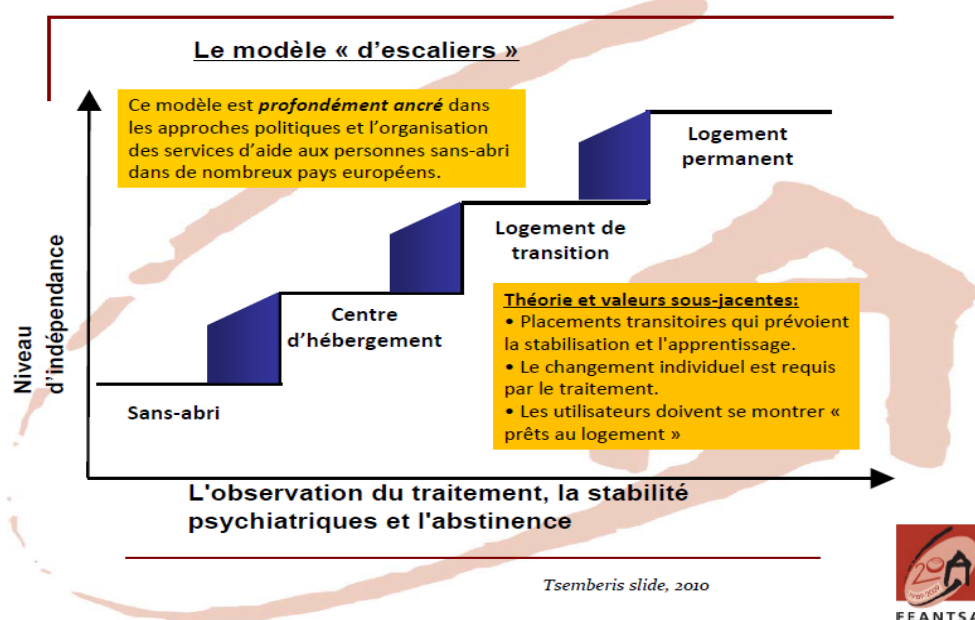 Le modèle « d’escaliers »
Ce modèle est profondément ancré dans
les approches politiques et l’organisation
des services d’aide aux personnes sans-abri
dans de nombreux pays européens.
Logement
permanent
Logement de
transition
Centre
d’hébergement
Sans-abri
Niveau
d’indépendance
Théorie et valeurs sous-jacentes:
• Placements transitoires qui prévoient
la stabilisation et l'apprentissage.
• Le changement individuel est requis
par le traitement.
• Les utilisateurs doivent se montrer «
prêts au logement »
L'observation du traitement, la stabilité
psychiatriques et l'abstinence
Tsemberis slide, 2010
20
1989-2009
FEANTSA